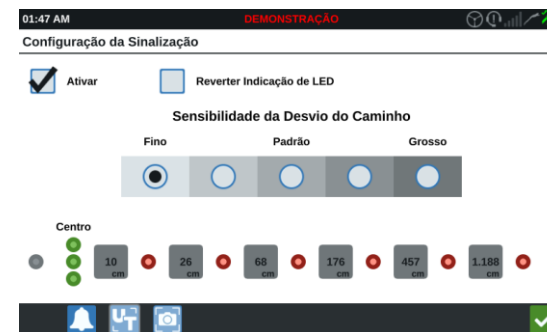 01:47 AM DEMONSTRAÇÃO
Configuração da Sinalização
Ativar Reverter Indicação de LED
Sensibilidade da Desvio do Caminho
Fino Padrão Grosso
Centro
10 26 68 176 457 1.188
cm cm cm cm cm cm
UT